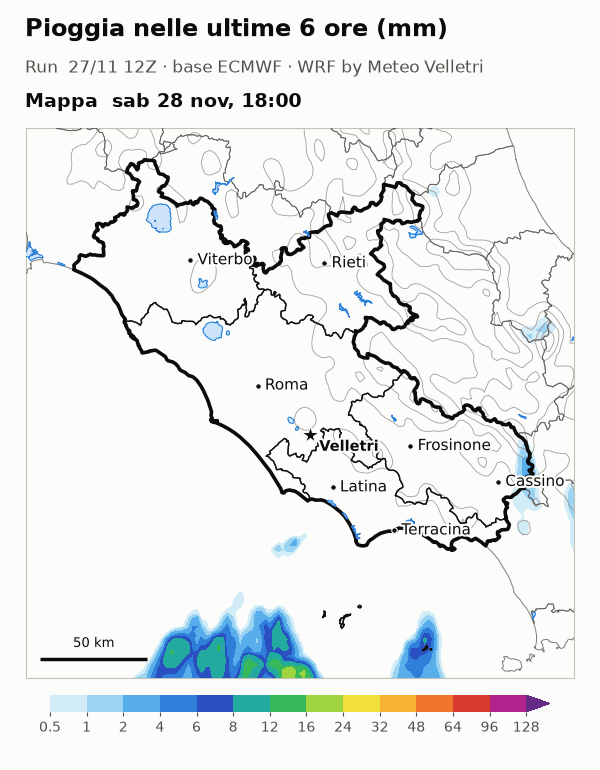 Pioggia nelle ultime 6 ore (mm)
Run  27/11 12Z · base ECMWF · WRF by Meteo Velletri
Mappa  sab 28 nov, 18:00
Viterbo
Rieti
Roma
Velletri
Frosinone
Latina
Cassino
Terracina
50 km
0.5 1 2 4 6 8 12 16 24 32 48 64 96 128